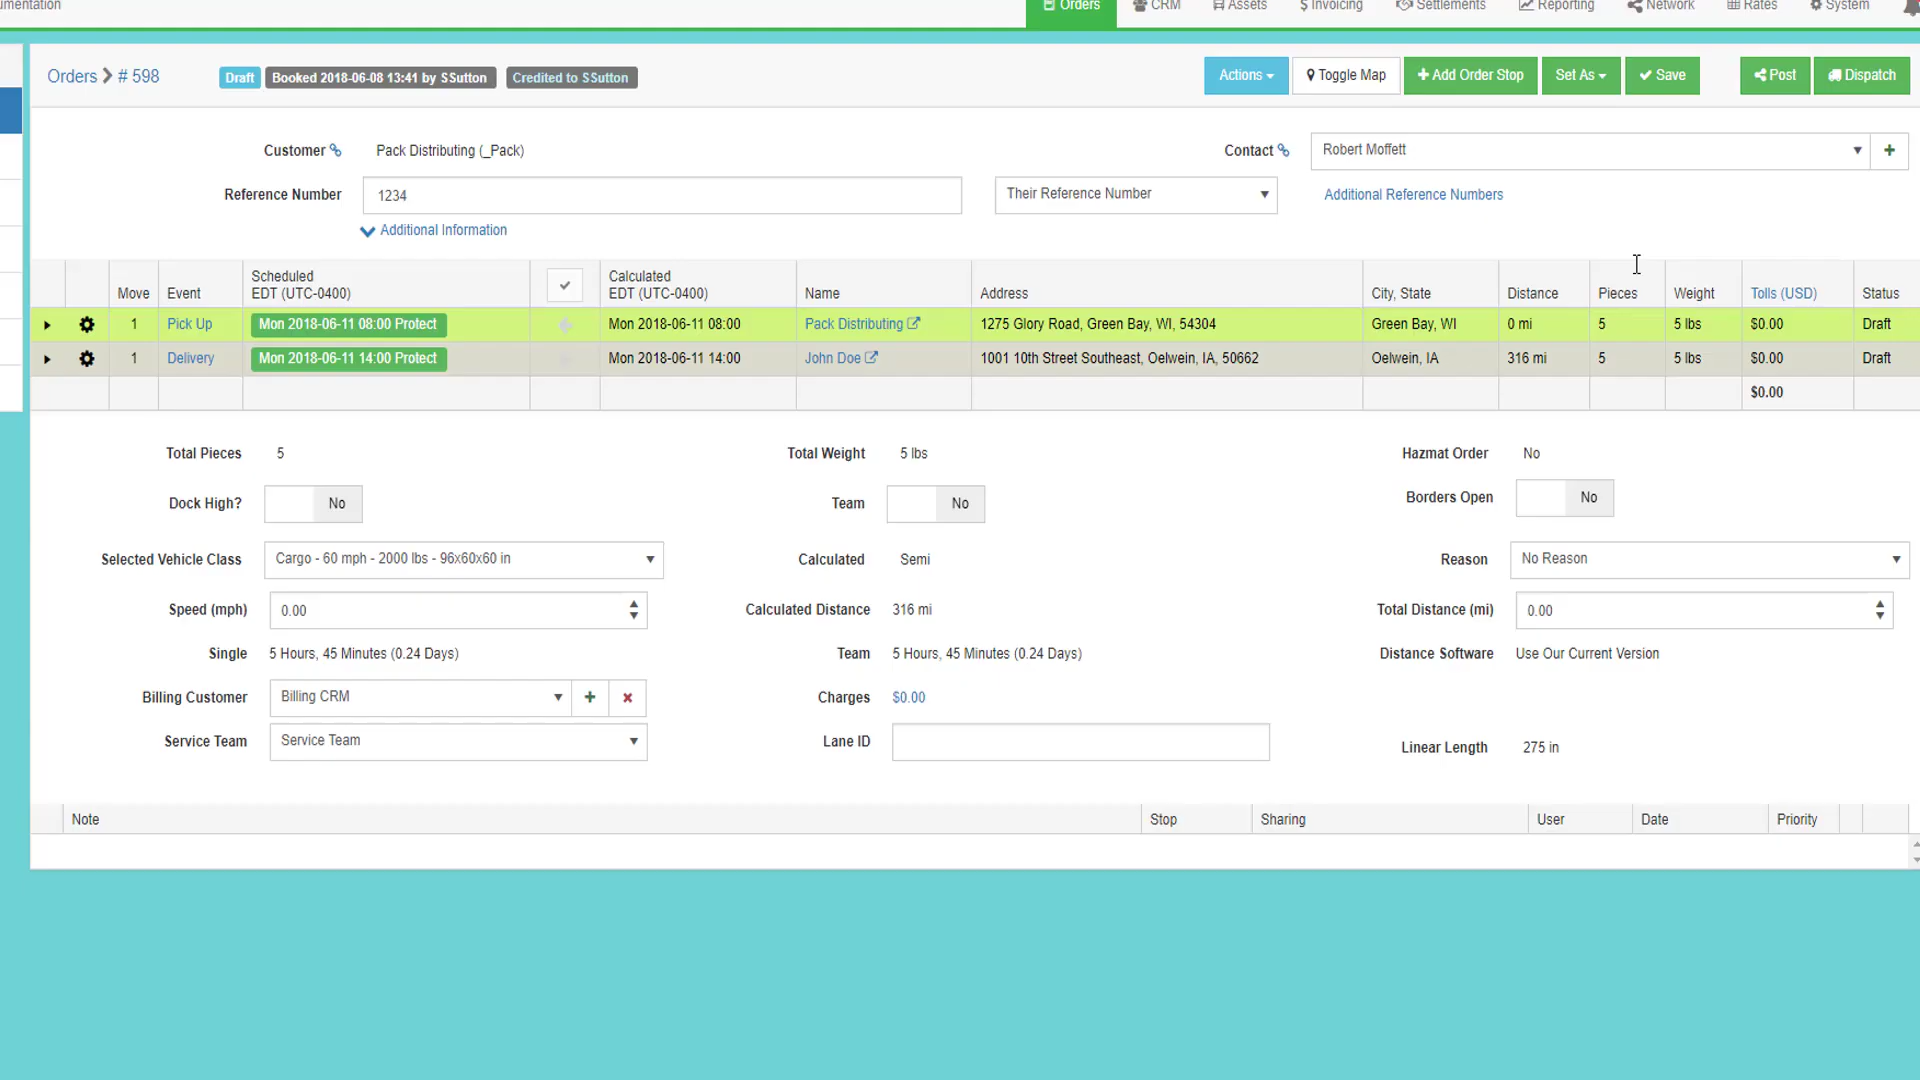 umentation
Orders
CRM
Assets
$ Invoicing
Settlements
Reporting
Network
Rates
System
Orders # 598
Draft
Booked 2018-06-08 13:41 by SSutton
Credited to SSutton
Actions
Toggle Map
+ Add Order Stop
Set As
Save
Post
Dispatch
Customer
Pack Distributing (_Pack)
Contact
Robert Moffett
+
Reference Number
1234
Their Reference Number
Additional Reference Numbers
Additional Information
Move Event Scheduled EDT (UTC-0400) Calculated EDT (UTC-0400) Name Address City, State Distance Pieces Weight Tolls (USD) Status
1 Pick Up Mon 2018-06-11 08:00 Protect Mon 2018-06-11 08:00 Pack Distributing 1275 Glory Road, Green Bay, WI, 54304 Green Bay, WI 0 mi 5 5 lbs $0.00 Draft
1 Delivery Mon 2018-06-11 14:00 Protect Mon 2018-06-11 14:00 John Doe 1001 10th Street Southeast, Oelwein, IA, 50662 Oelwein, IA 316 mi 5 5 lbs $0.00 Draft
$0.00
Total Pieces 5
Total Weight 5 lbs
Hazmat Order No
Dock High? No
Team No
Borders Open No
Selected Vehicle Class Cargo - 60 mph - 2000 lbs - 96x60x60 in
Calculated Semi
Reason No Reason
Speed (mph) 0.00
Calculated Distance 316 mi
Total Distance (mi) 0.00
Single 5 Hours, 45 Minutes (0.24 Days)
Team 5 Hours, 45 Minutes (0.24 Days)
Distance Software Use Our Current Version
Billing Customer Billing CRM
Charges $0.00
Service Team Service Team
Lane ID
Linear Length 275 in
Note Stop Sharing User Date Priority